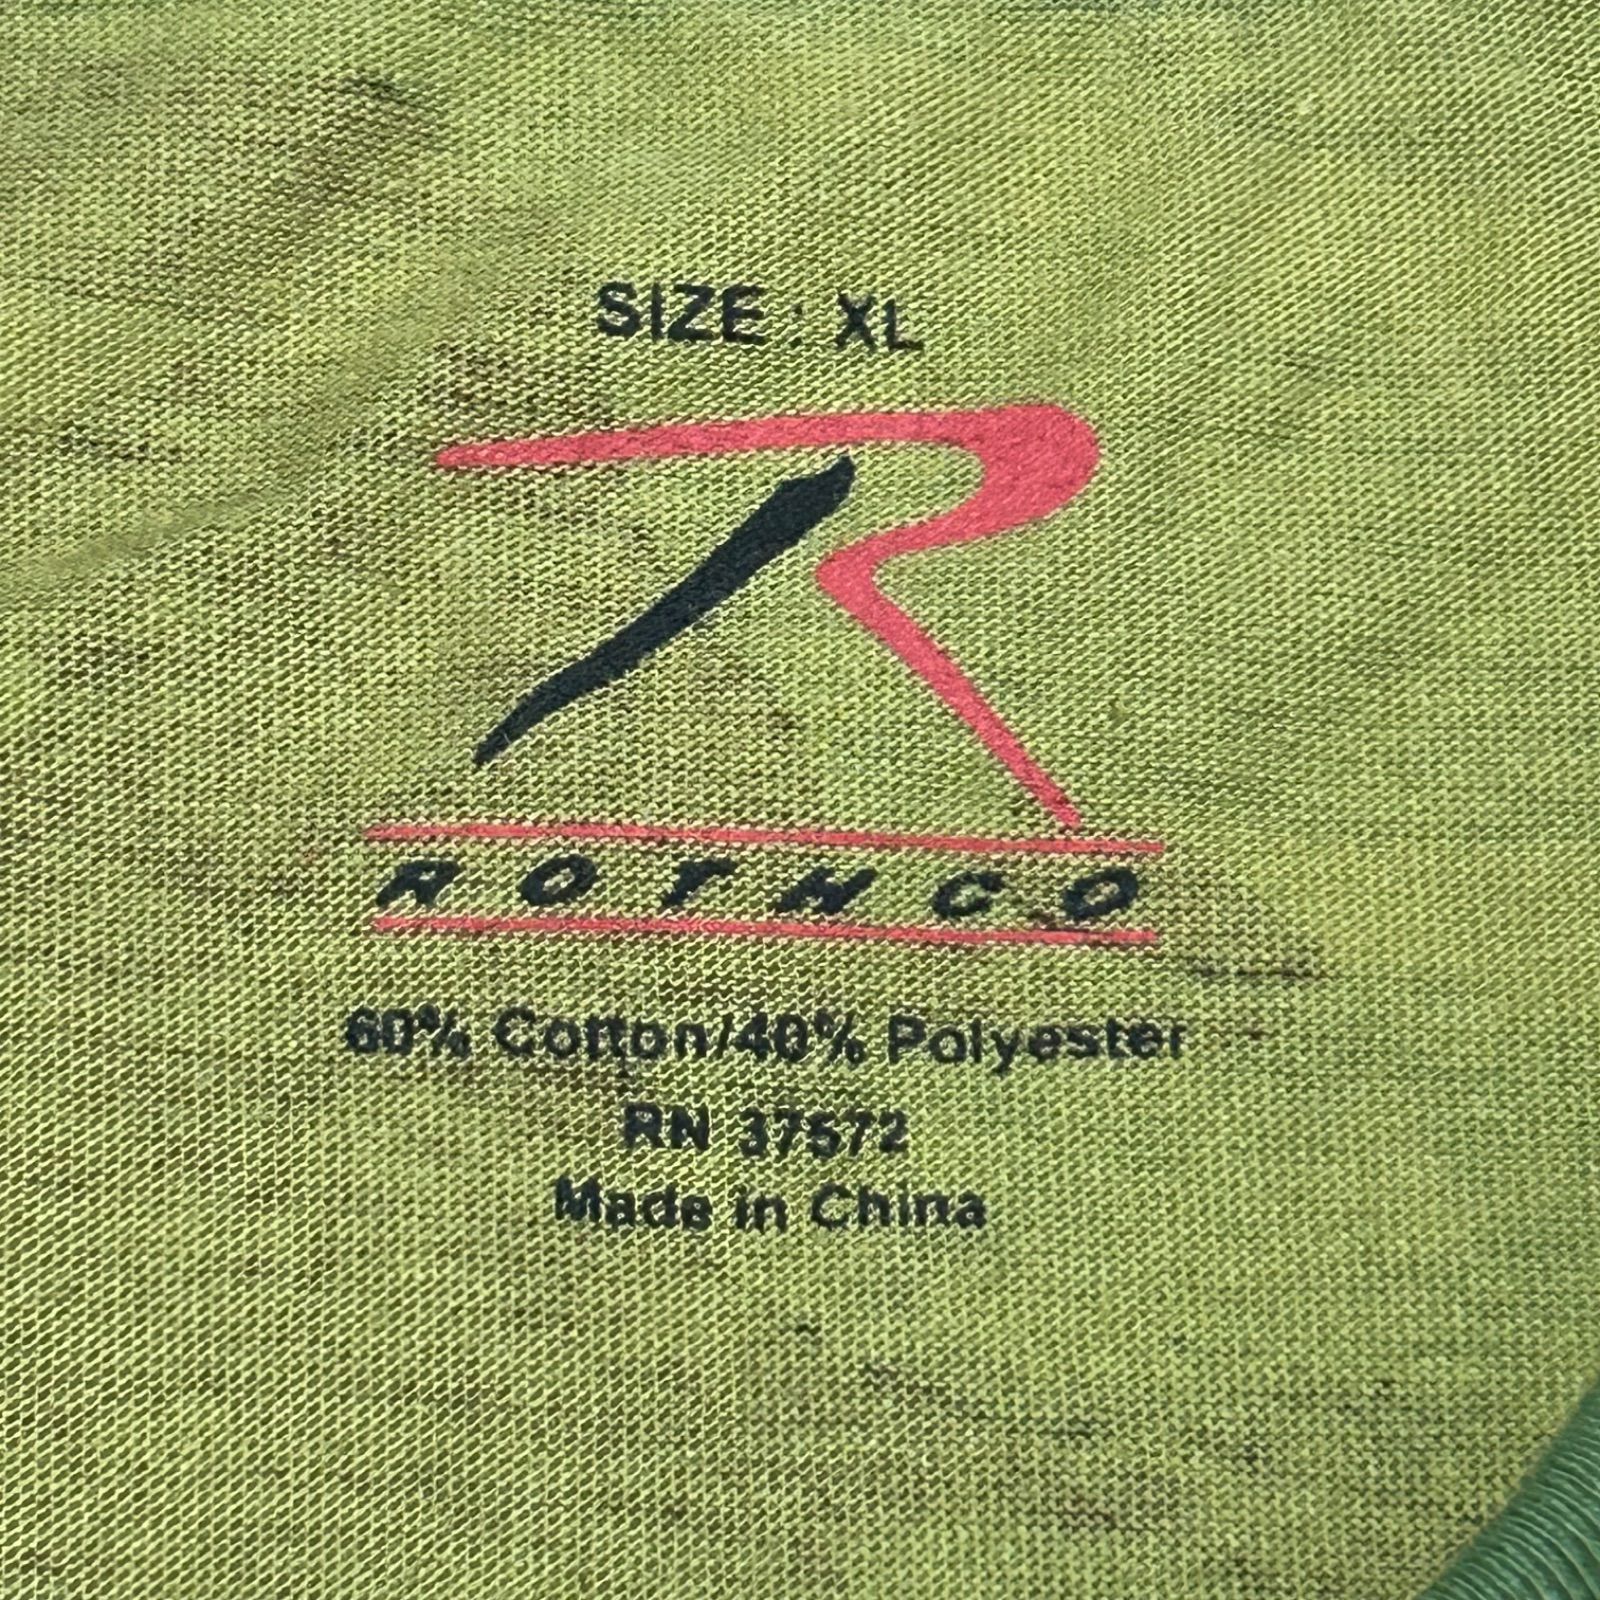 SIZE : XL
ROTHCO
60% Cotton/40% Polyester
RN 37572
Made in China